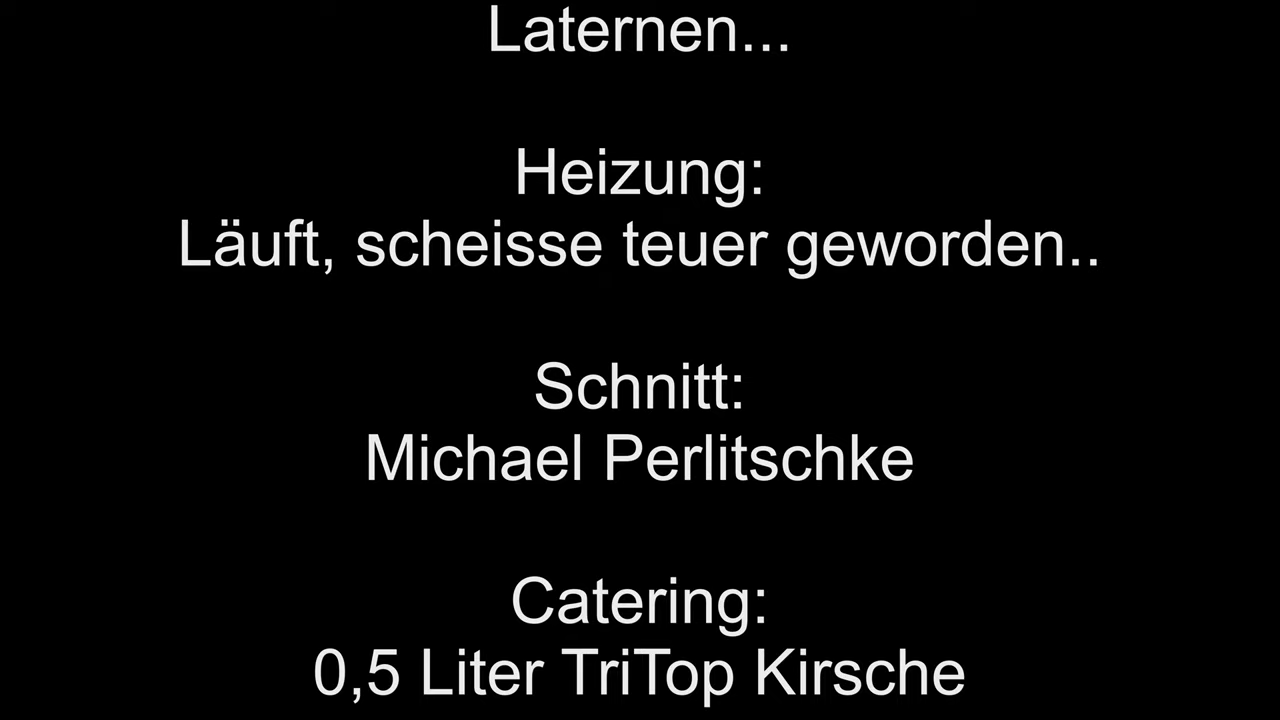 Laternen...
Heizung:
Läuft, scheisse teuer geworden..
Schnitt:
Michael Perlitschke
Catering:
0,5 Liter TriTop Kirsche